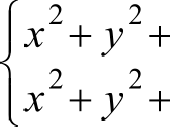 x² + y² +
x² + y² +